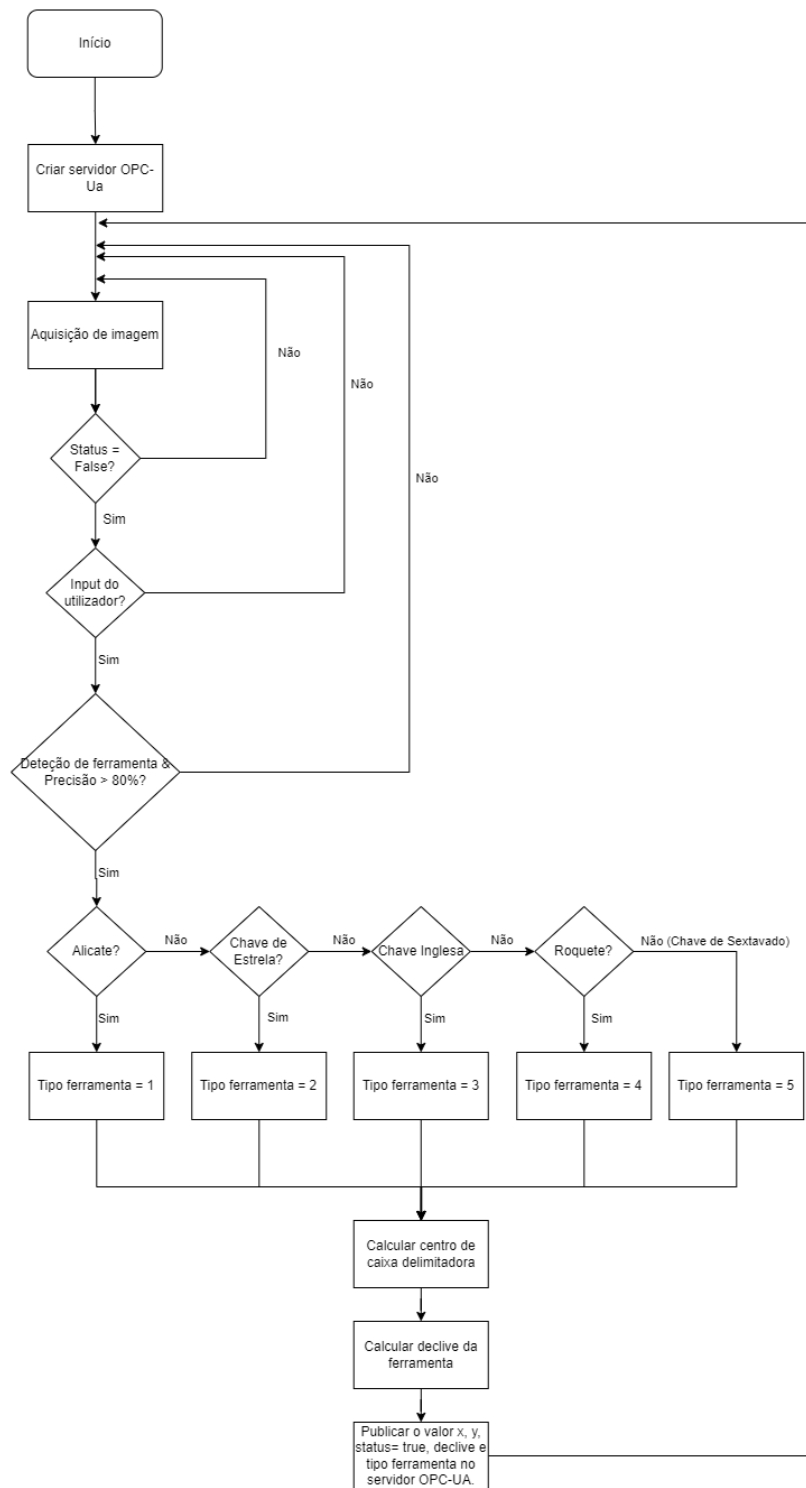 Início
Criar servidor OPC-
Ua
Aquisição de imagem
Não
Não
Não
Status =
False?
Sim
Input do
utilizador?
Sim
Deteção de ferramenta &
Precisão > 80%?
Sim
Alicate?
Não
Chave de
Estrela?
Não
Chave Inglesa
Não
Roquete?
Não (Chave de Sextavado)
Sim
Sim
Sim
Sim
Tipo ferramenta = 1
Tipo ferramenta = 2
Tipo ferramenta = 3
Tipo ferramenta = 4
Tipo ferramenta = 5
Calcular centro de
caixa delimitadora
Calcular declive da
ferramenta
Publicar o valor x, y,
status= true, declive e
tipo ferramenta no
servidor OPC-UA.